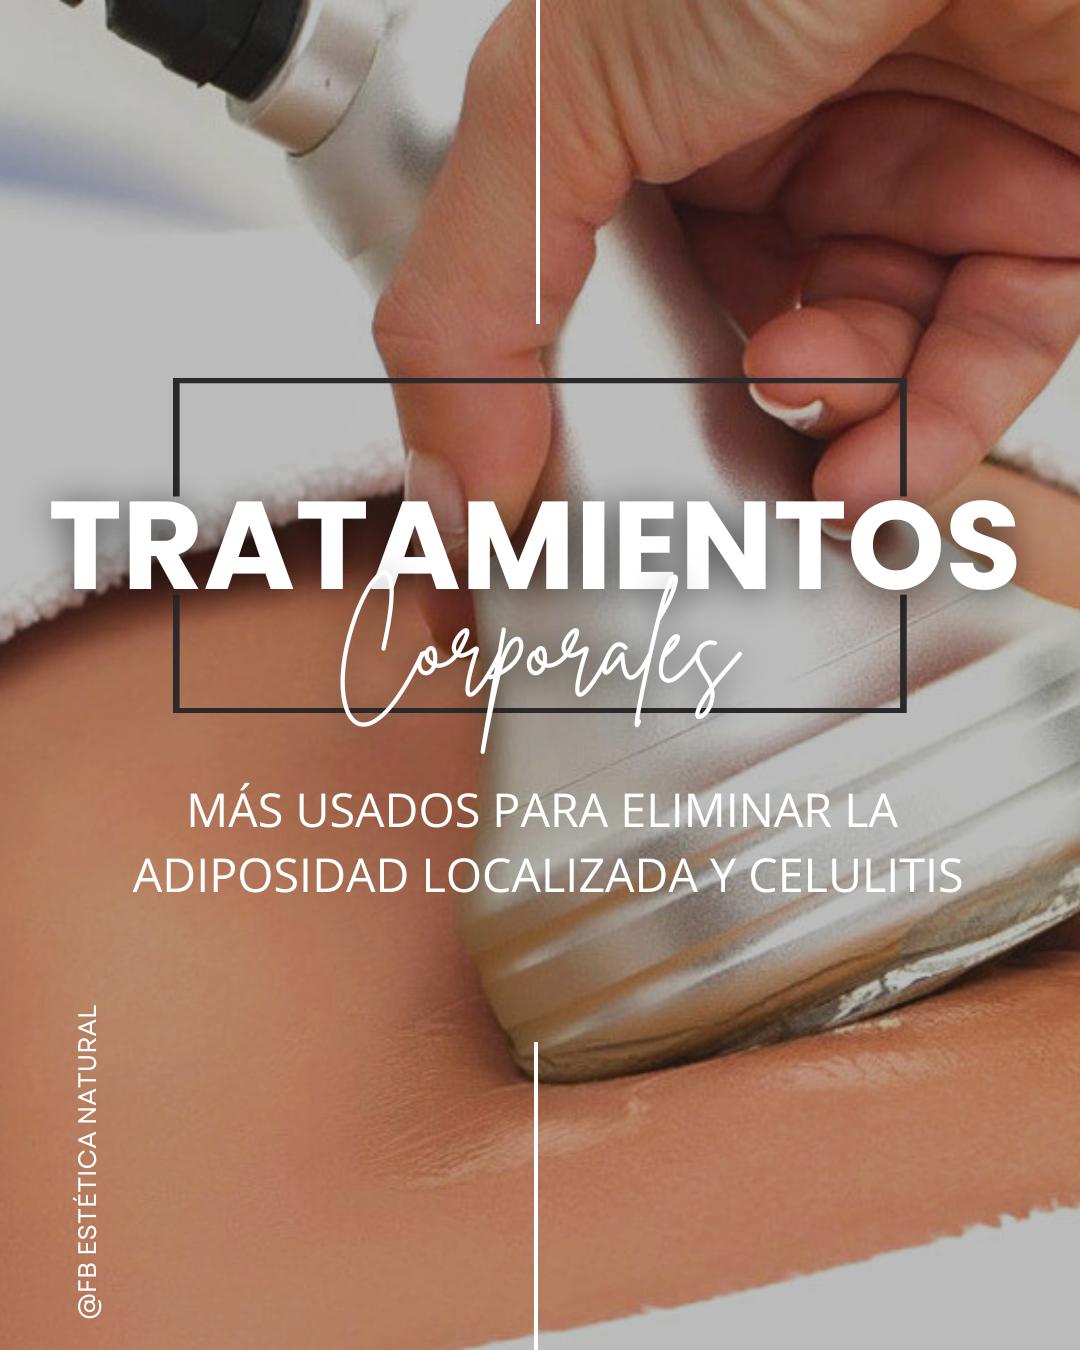 TRATAMIENTOS
Corporales
MÁS USADOS PARA ELIMINAR LA
ADIPOSIDAD LOCALIZADA Y CELULITIS
@FB ESTÉTICA NATURAL